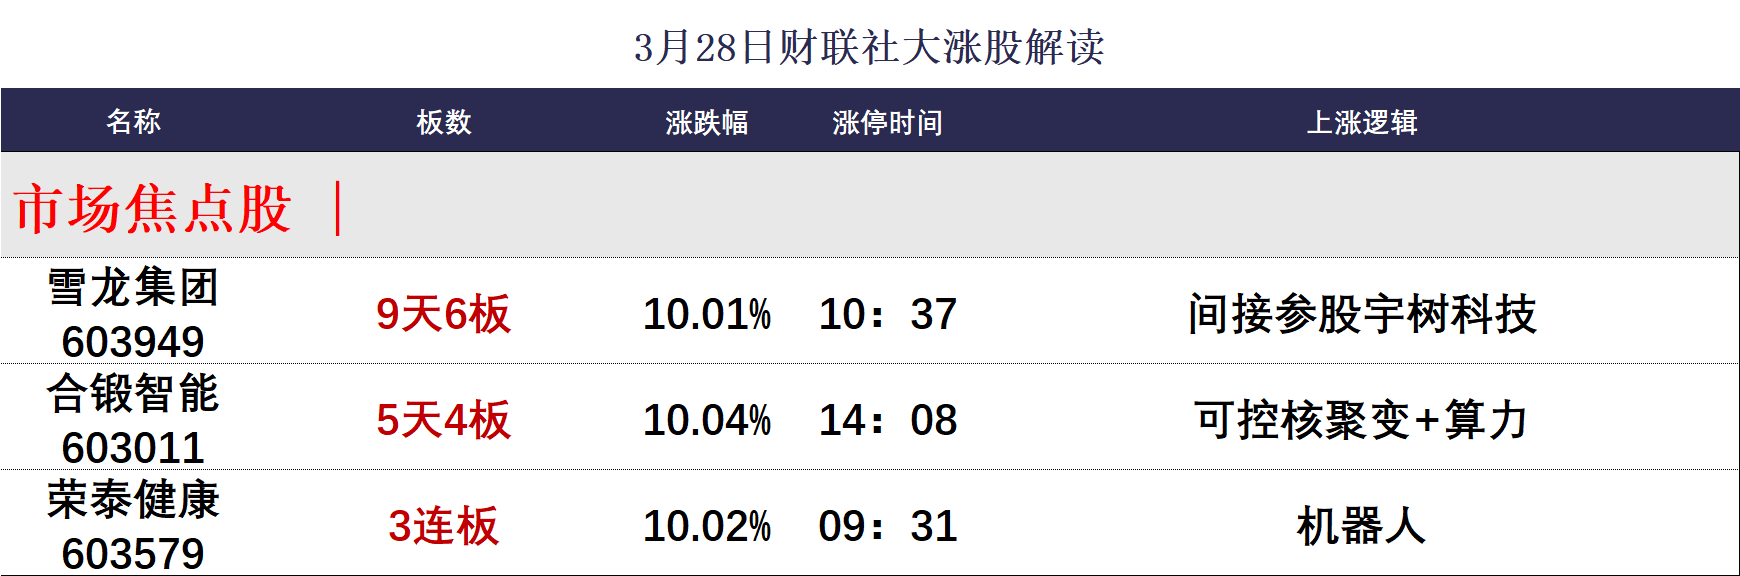 3月28日财联社大涨股解读
名称 板数 涨跌幅 涨停时间 上涨逻辑
市场焦点股 |
雪龙集团
603949 9天6板 10.01% 10：37 间接参股宇树科技
合锻智能
603011 5天4板 10.04% 14：08 可控核聚变+算力
荣泰健康
603579 3连板 10.02% 09：31 机器人